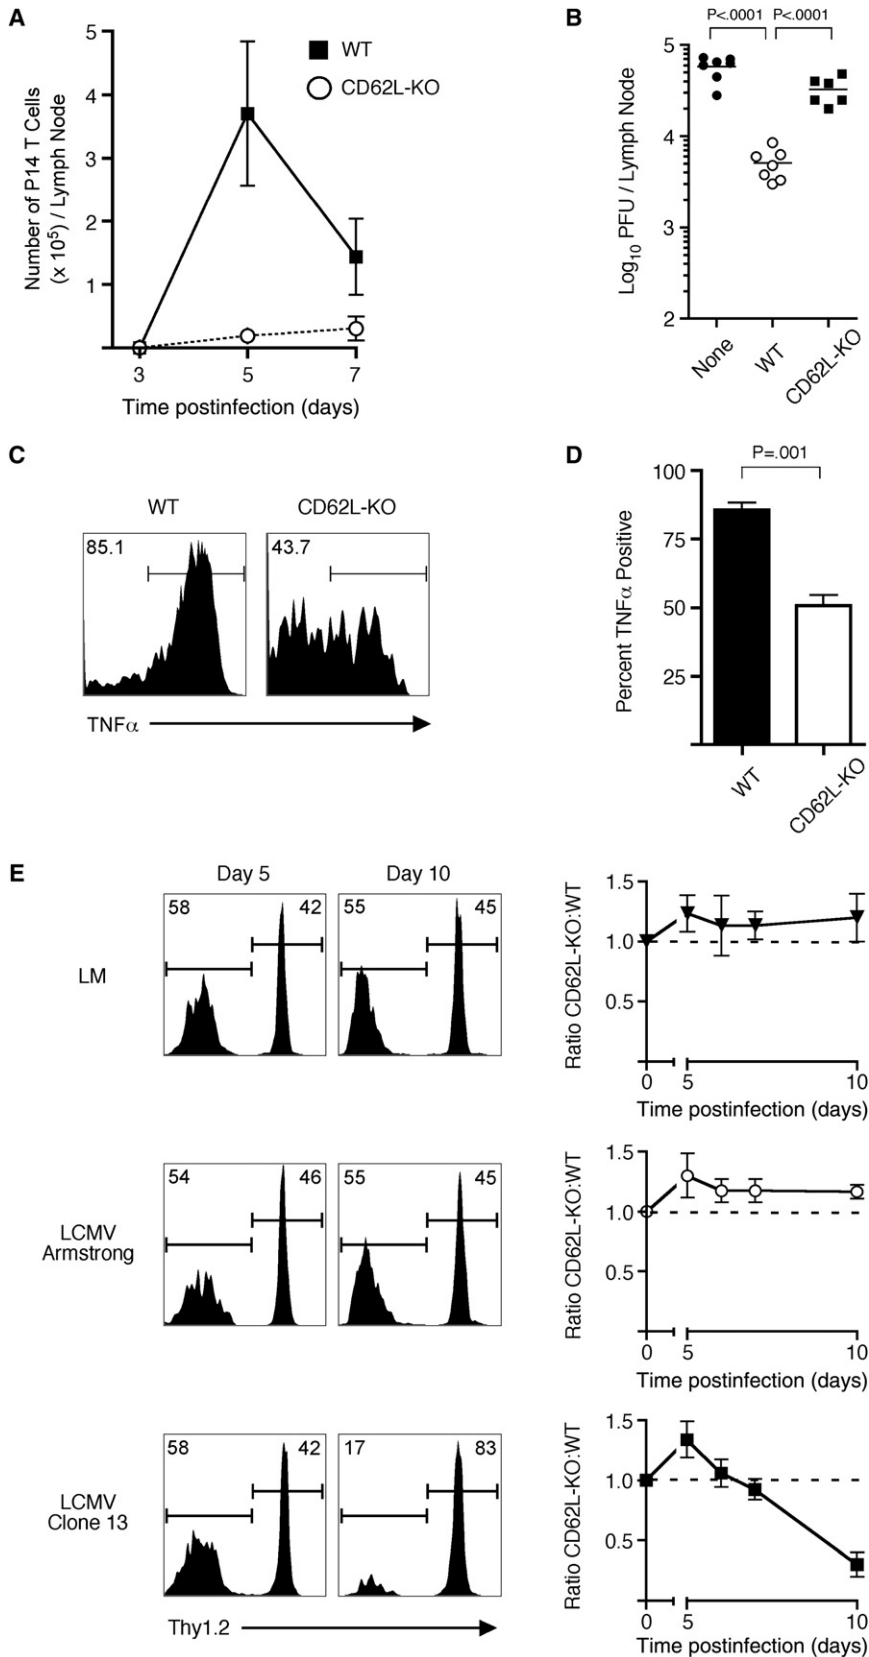 A
5
4
3
2
1
3 5 7
Number of P14 T Cells
(x 10⁵) / Lymph Node
Time postinfection (days)
WT
CD62L-KO
B
P<.0001 P<.0001
5
4
3
2
Log₁₀ PFU / Lymph Node
None WT CD62L-KO
C
WT CD62L-KO
85.1 43.7
TNFα
D
P=.001
100
75
50
25
Percent TNFα Positive
WT CD62L-KO
E
Day 5 Day 10
LM
58 42 55 45
1.5
1.0
0.5
0 5 10
Ratio CD62L-KO:WT
Time postinfection (days)
LCMV
Armstrong
54 46 55 45
1.5
1.0
0.5
0 5 10
Ratio CD62L-KO:WT
Time postinfection (days)
LCMV
Clone 13
58 42 17 83
Thy1.2
1.5
1.0
0.5
0 5 10
Ratio CD62L-KO:WT
Time postinfection (days)